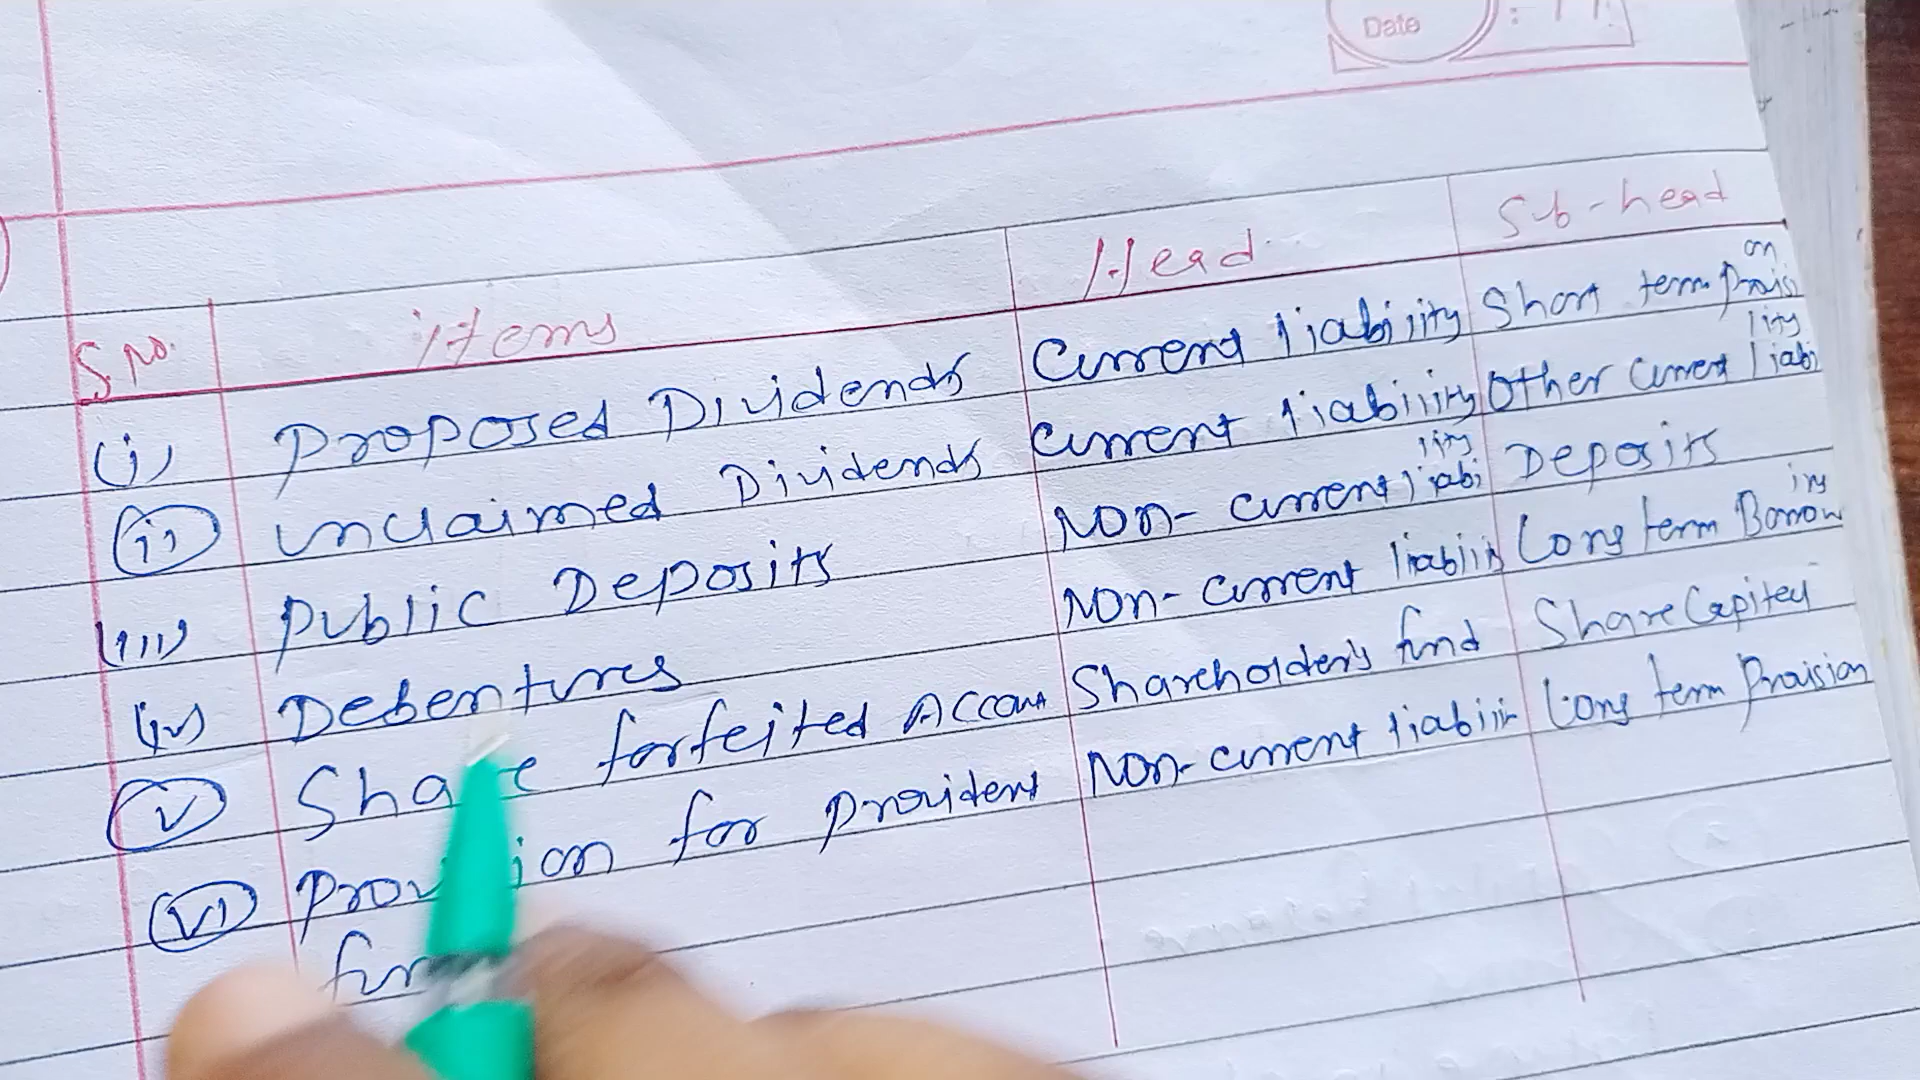 Date
S.No. Items Head Sub-head
(i) Proposed Dividends Current liability Short term Provision
(ii) Unclaimed Dividends Current liability Other Current liability
(iii) Public Deposits Non-current liability Deposits
(iv) Debentures Non-current liability Long term Borrowing
(v) Share forfeited Account Shareholder's fund Share Capital
(vi) for Provident Non-current liability Long term Provision